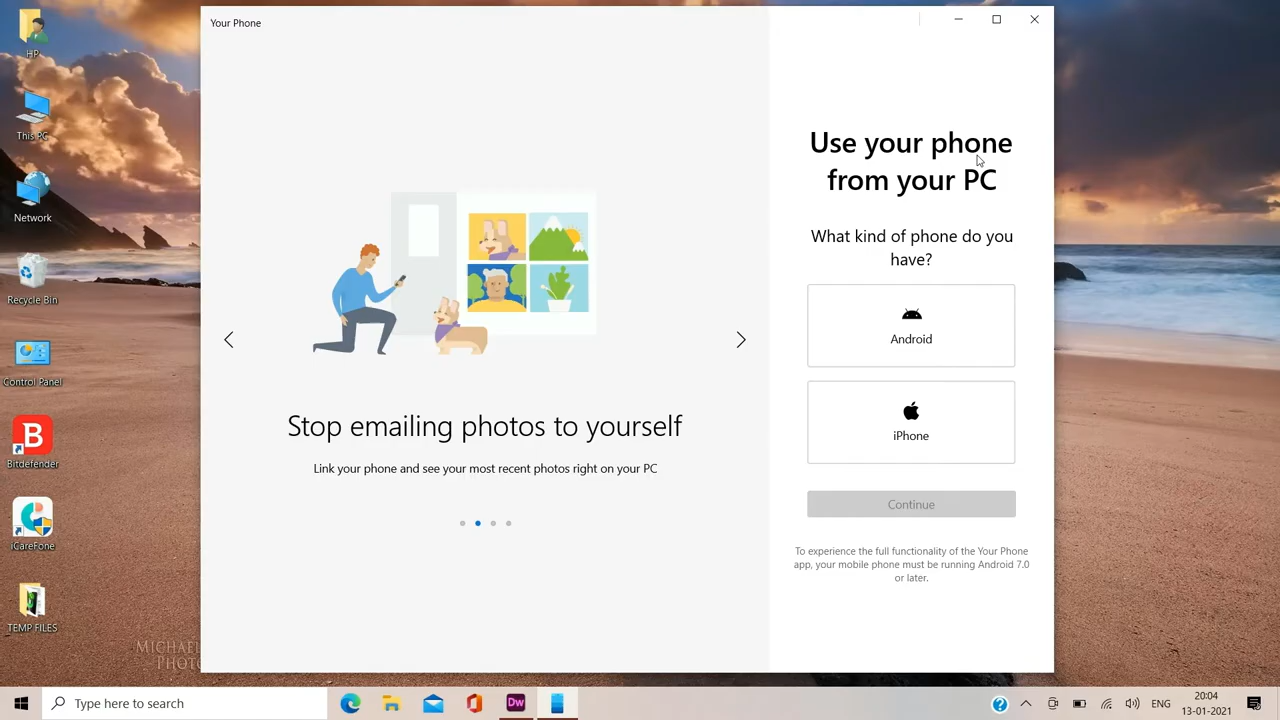 Your Phone
HP
This PC
Network
Recycle Bin
Control Panel
B
Bitdefender
iCareFone
TEMP FILES
MICHAEL
PHOTO
Stop emailing photos to yourself
Link your phone and see your most recent photos right on your PC
Use your phone
from your PC
What kind of phone do you
have?
Android
iPhone
Continue
To experience the full functionality of the Your Phone
app, your mobile phone must be running Android 7.0
or later.
Type here to search
Dw
?
ENG
20:04
13-01-2021